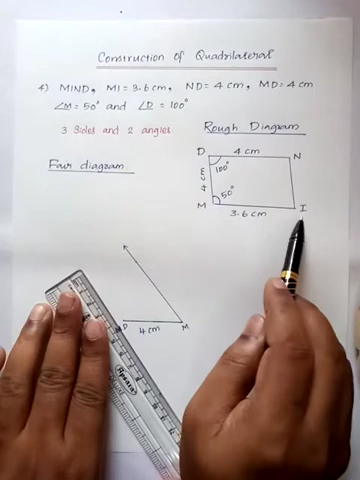 Construction of Quadrilateral
4) MIND, MI = 3.6 cm, ND = 4 cm, MD = 4 cm
∠M = 50° and ∠D = 100°
3 Sides and 2 angles
Rough Diagram
Fair diagram
D 4 cm N
100°
4 cm
50°
M I
3.6 cm
D M
4 cm
Apsara